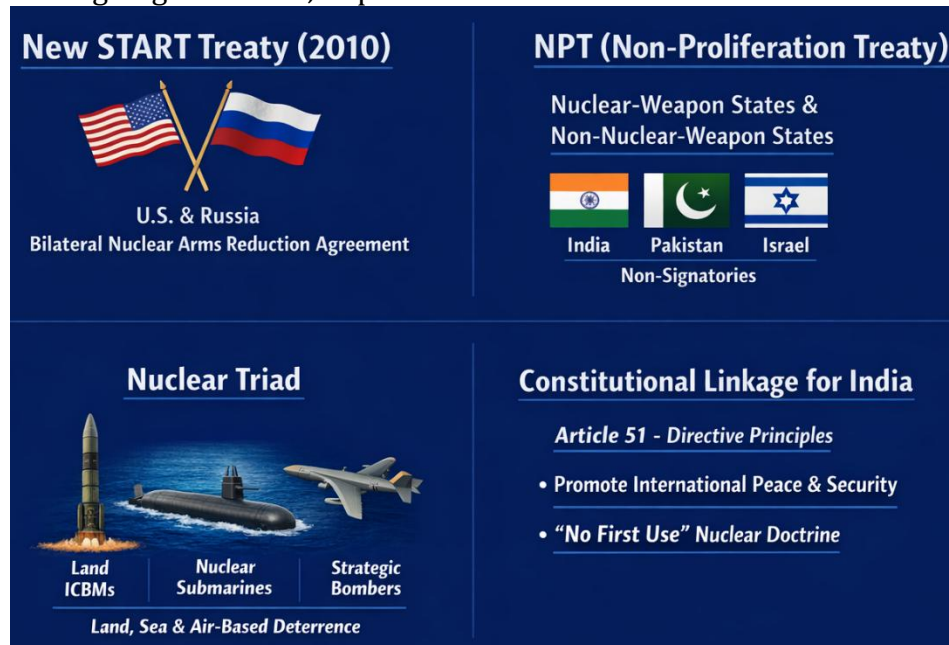 New START Treaty (2010)
U.S. & Russia
Bilateral Nuclear Arms Reduction Agreement
NPT (Non-Proliferation Treaty)
Nuclear-Weapon States &
Non-Nuclear-Weapon States
India Pakistan Israel
Non-Signatories
Nuclear Triad
Land ICBMs
Nuclear Submarines
Strategic Bombers
Land, Sea & Air-Based Deterrence
Constitutional Linkage for India
Article 51 - Directive Principles
• Promote International Peace & Security
• "No First Use" Nuclear Doctrine